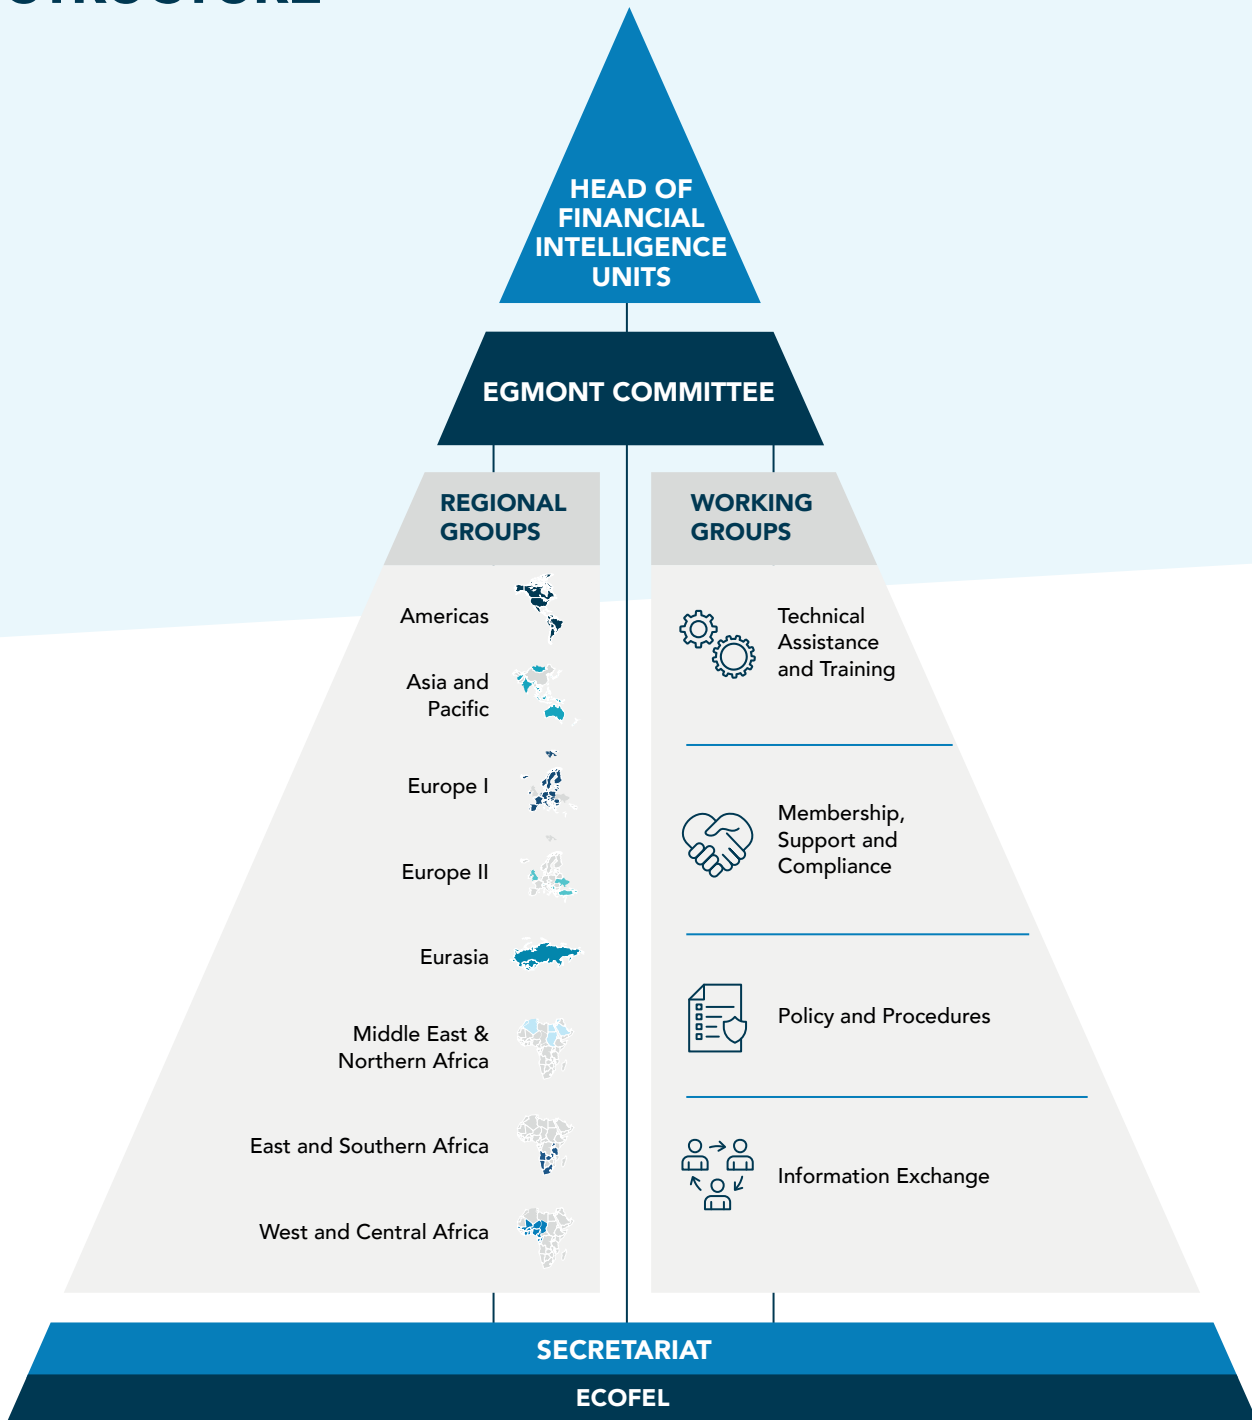 STRUCTURE
HEAD OF
FINANCIAL
INTELLIGENCE
UNITS
EGMONT COMMITTEE
REGIONAL
GROUPS
Americas
Asia and
Pacific
Europe I
Europe II
Eurasia
Middle East &
Northern Africa
East and Southern Africa
West and Central Africa
WORKING
GROUPS
Technical
Assistance
and Training
Membership,
Support and
Compliance
Policy and Procedures
Information Exchange
SECRETARIAT
ECOFEL